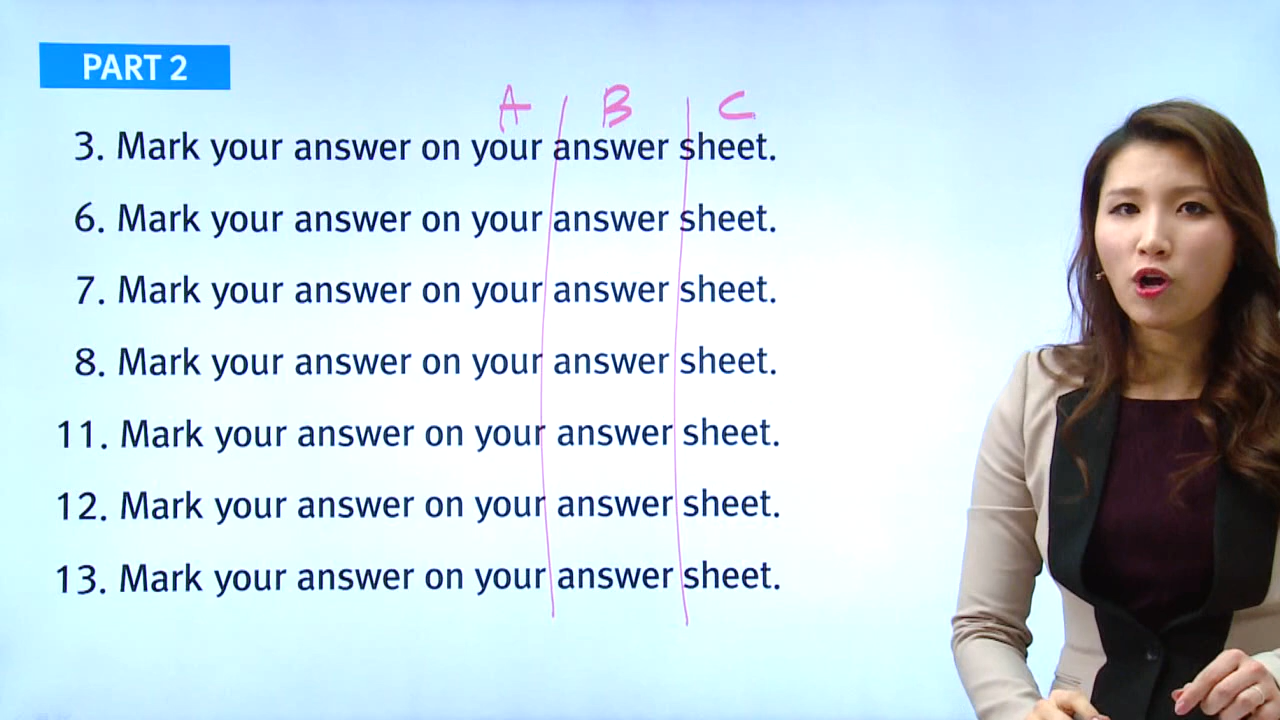 PART 2
A B C
3. Mark your answer on your answer sheet.
6. Mark your answer on your answer sheet.
7. Mark your answer on your answer sheet.
8. Mark your answer on your answer sheet.
11. Mark your answer on your answer sheet.
12. Mark your answer on your answer sheet.
13. Mark your answer on your answer sheet.